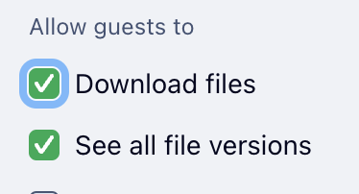 Allow guests to
Download files
See all file versions